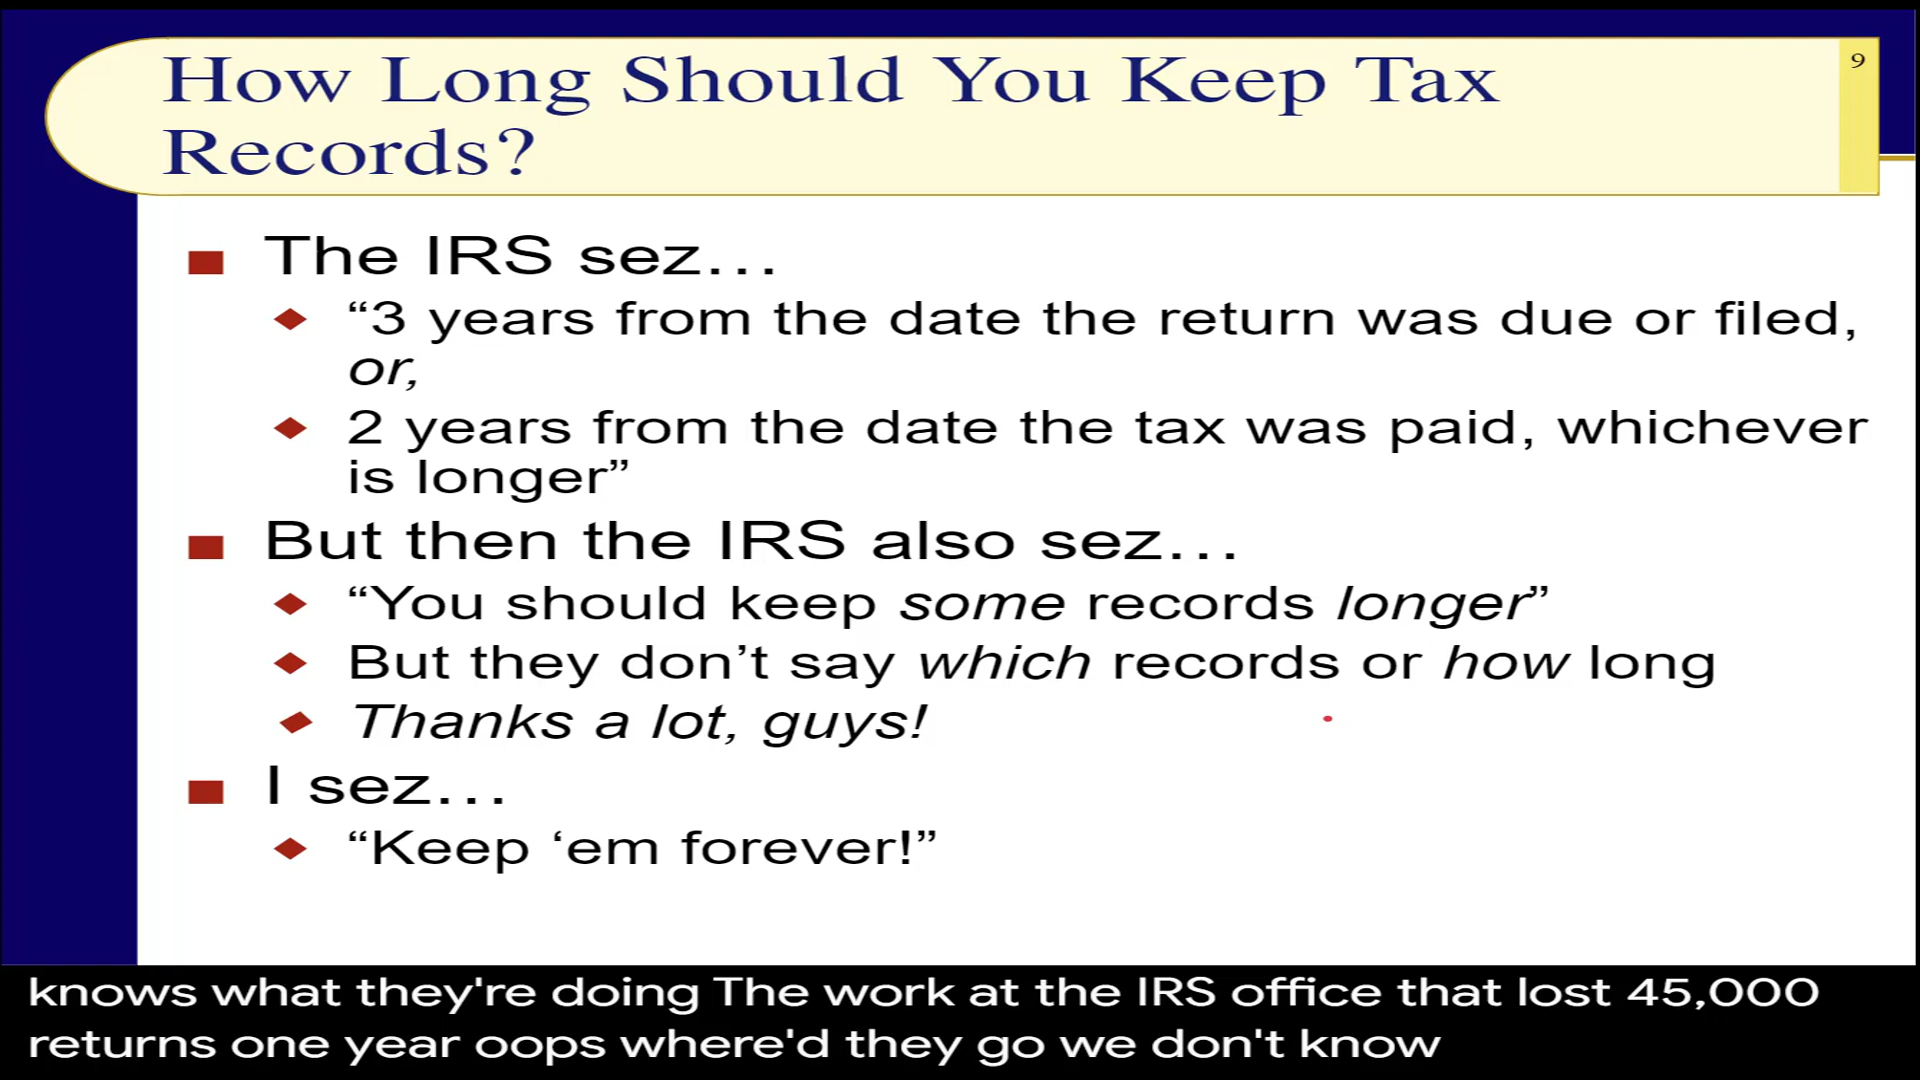 How Long Should You Keep Tax
Records?
9
The IRS sez…
“3 years from the date the return was due or filed,
or,
2 years from the date the tax was paid, whichever
is longer”
But then the IRS also sez…
“You should keep some records longer”
But they don’t say which records or how long
Thanks a lot, guys!
I sez…
“Keep ‘em forever!”
knows what they're doing The work at the IRS office that lost 45,000
returns one year oops where'd they go we don't know